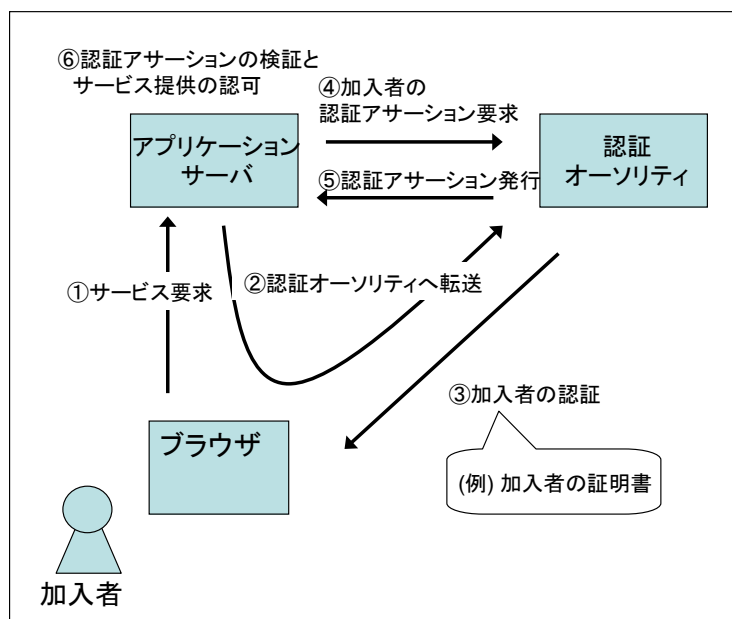 ⑥認証アサーションの検証と
サービス提供の認可
④加入者の
認証アサーション要求
アプリケーション
サーバ
認証
オーソリティ
⑤認証アサーション発行
①サービス要求
②認証オーソリティへ転送
③加入者の認証
ブラウザ
(例) 加入者の証明書
加入者